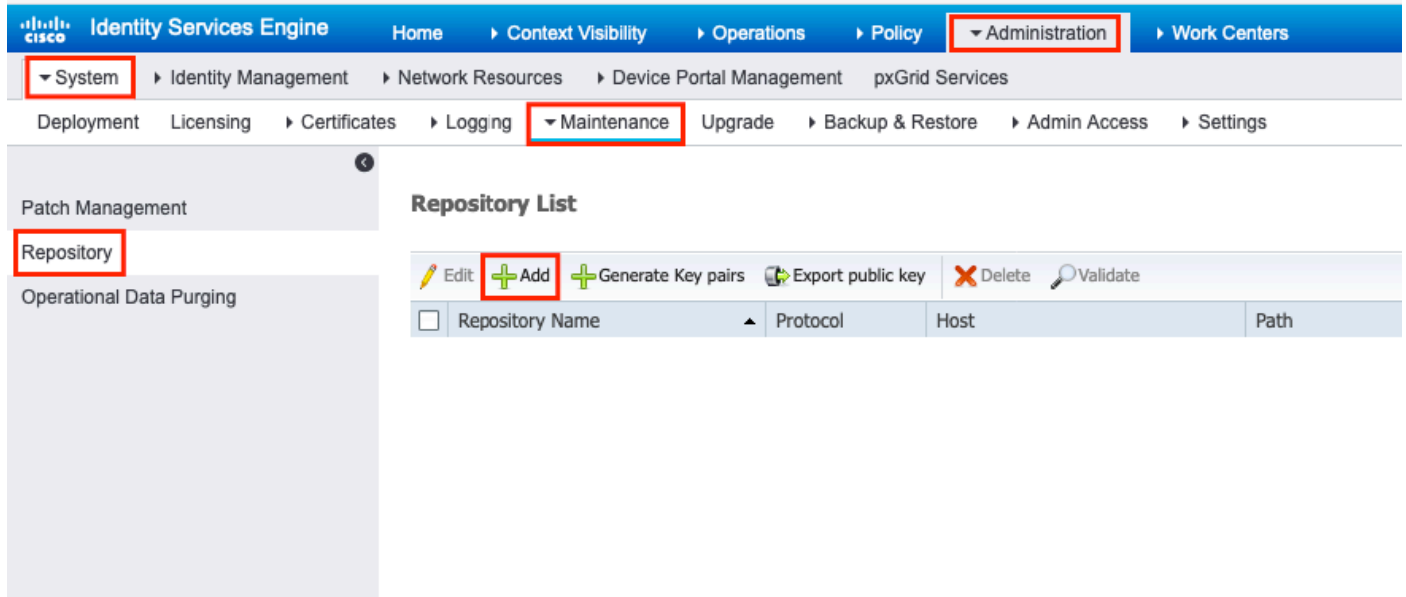 cisco Identity Services Engine Home Context Visibility Operations Policy Administration Work Centers
System Identity Management Network Resources Device Portal Management pxGrid Services
Deployment Licensing Certificates Logging Maintenance Upgrade Backup & Restore Admin Access Settings
Patch Management
Repository
Operational Data Purging
Repository List
Edit Add Generate Key pairs Export public key Delete Validate
Repository Name Protocol Host Path